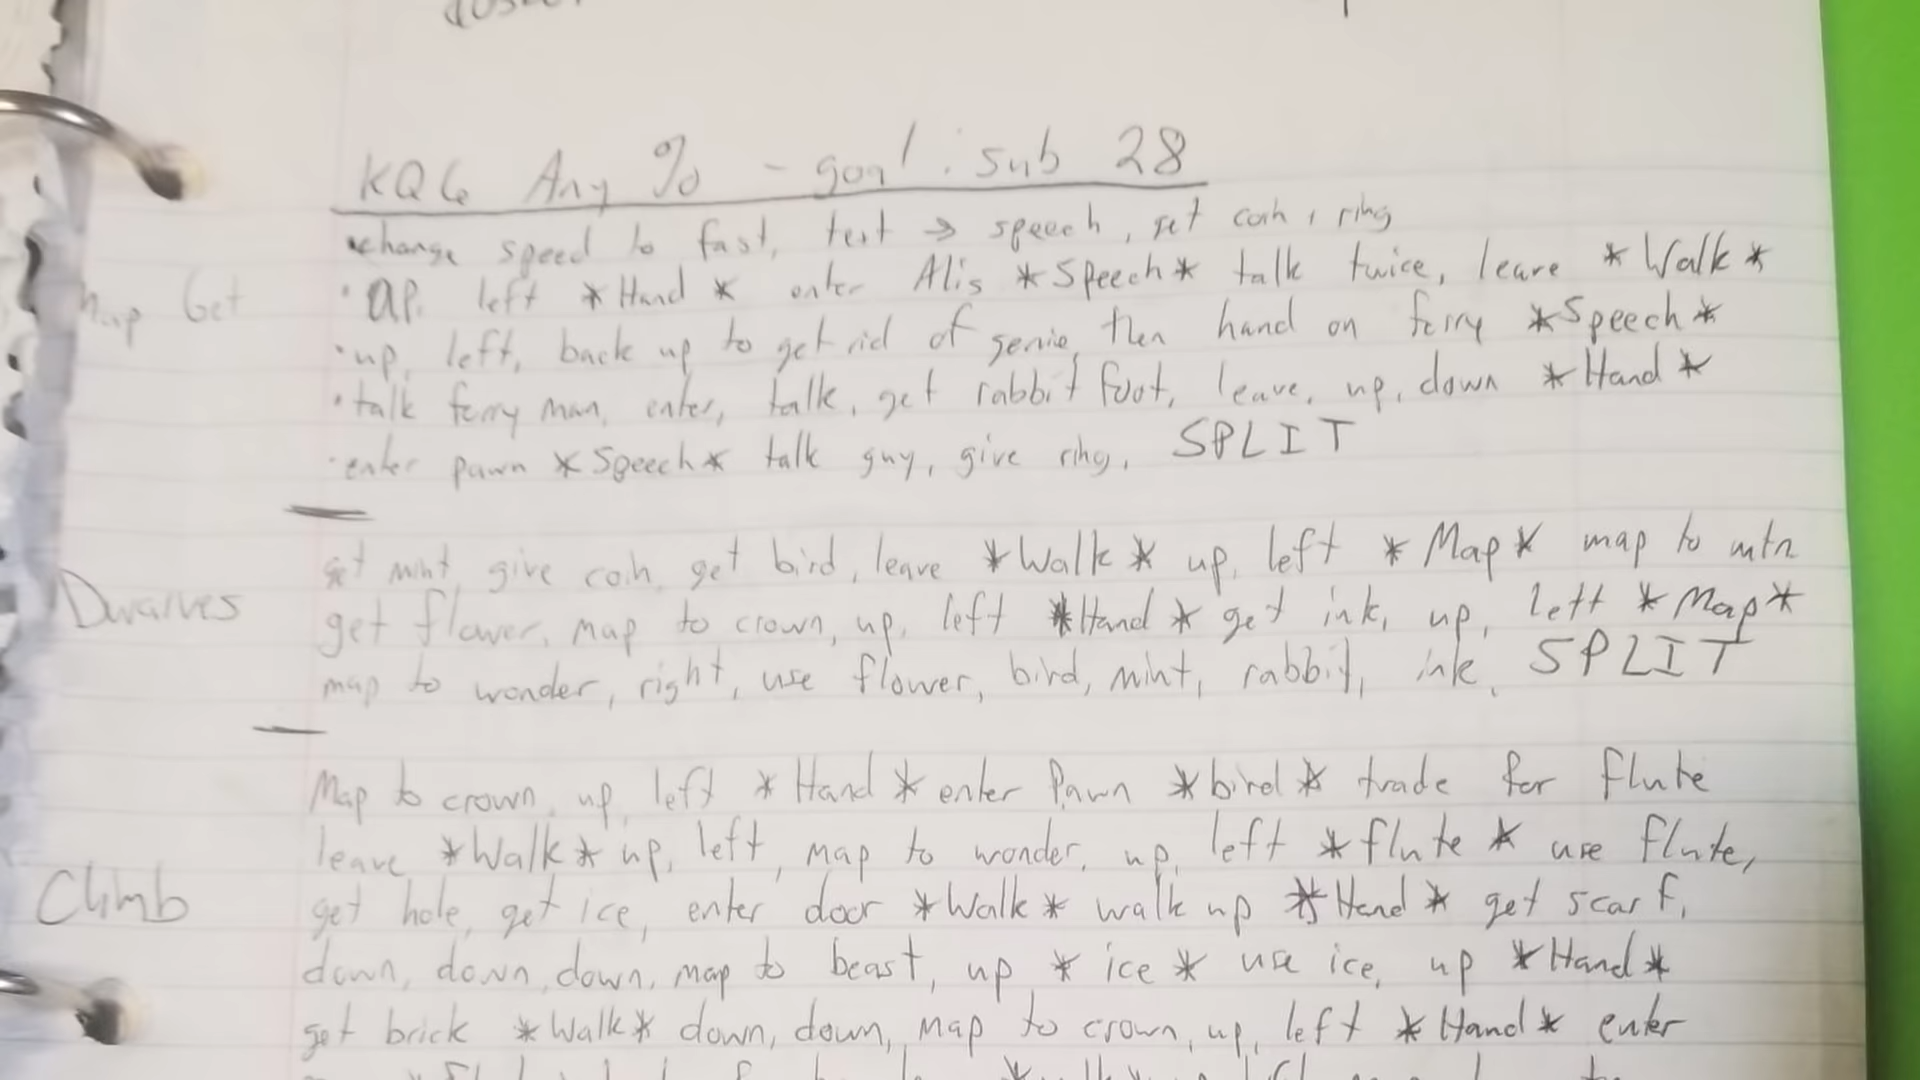 KQ6 Any % - goal: sub 28
change speed to fast, text → speech, get coin, ring
Map Get
• up, left *Hand* enter Alis *Speech* talk twice, leave *Walk*
• up, left, back up to get rid of genie, then hand on ferry *Speech*
• talk ferry man, enter, talk, get rabbit foot, leave, up, down *Hand*
• enter pawn *Speech* talk guy, give ring, SPLIT
get mint, give coin, get bird, leave *Walk* up, left *Map* map to mtn
Dwarves
get flower, map to crown, up, left *Hand* get ink, up, left *Map*
map to wonder, right, use flower, bird, mint, rabbit, ink, SPLIT
Map to crown, up, left *Hand* enter Pawn *bird* trade for flute
leave *Walk* up, left, map to wonder, up, left *flute* use flute,
Climb
get hole, get ice, enter door *Walk* walk up *Hand* get scarf,
down, down, down, map to beast, up *ice* use ice, up *Hand*
get brick *Walk* down, down, map to crown, up, left *Hand* enter